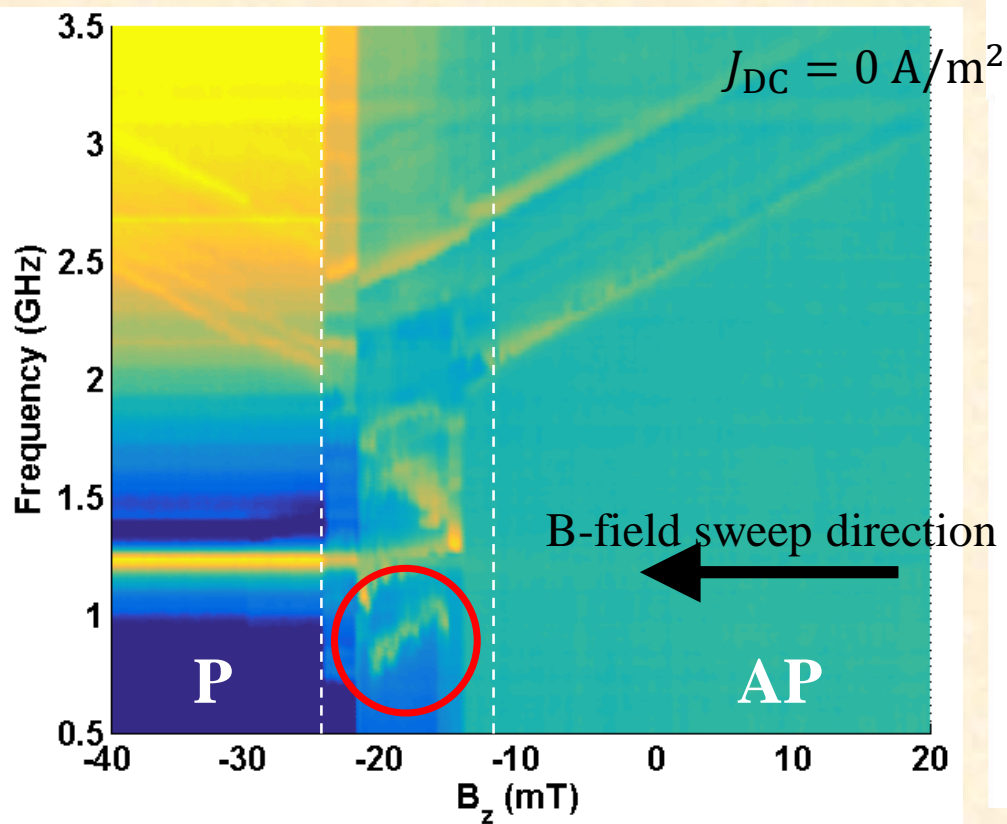 3.5
3
2.5
2
1.5
1
0.5
Frequency (GHz)
J_DC = 0 A/m²
B-field sweep direction
P
AP
-40
-30
-20
-10
0
10
20
B_z (mT)